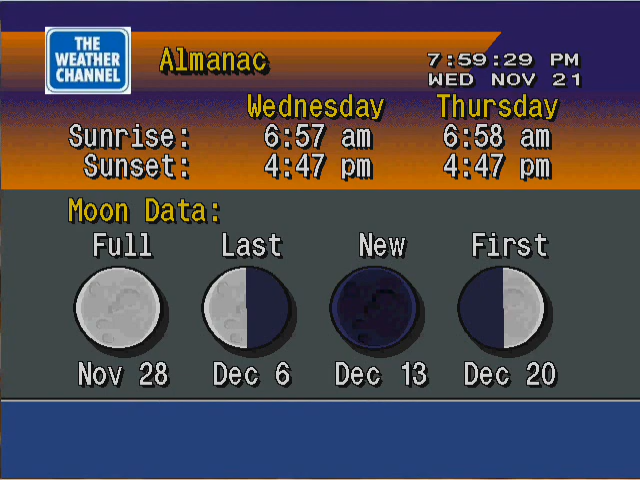 THE
WEATHER
CHANNEL
Almanac
7:59:29 PM
WED NOV 21
Wednesday Thursday
Sunrise: 6:57 am 6:58 am
Sunset: 4:47 pm 4:47 pm
Moon Data:
Full Last New First
Nov 28 Dec 6 Dec 13 Dec 20